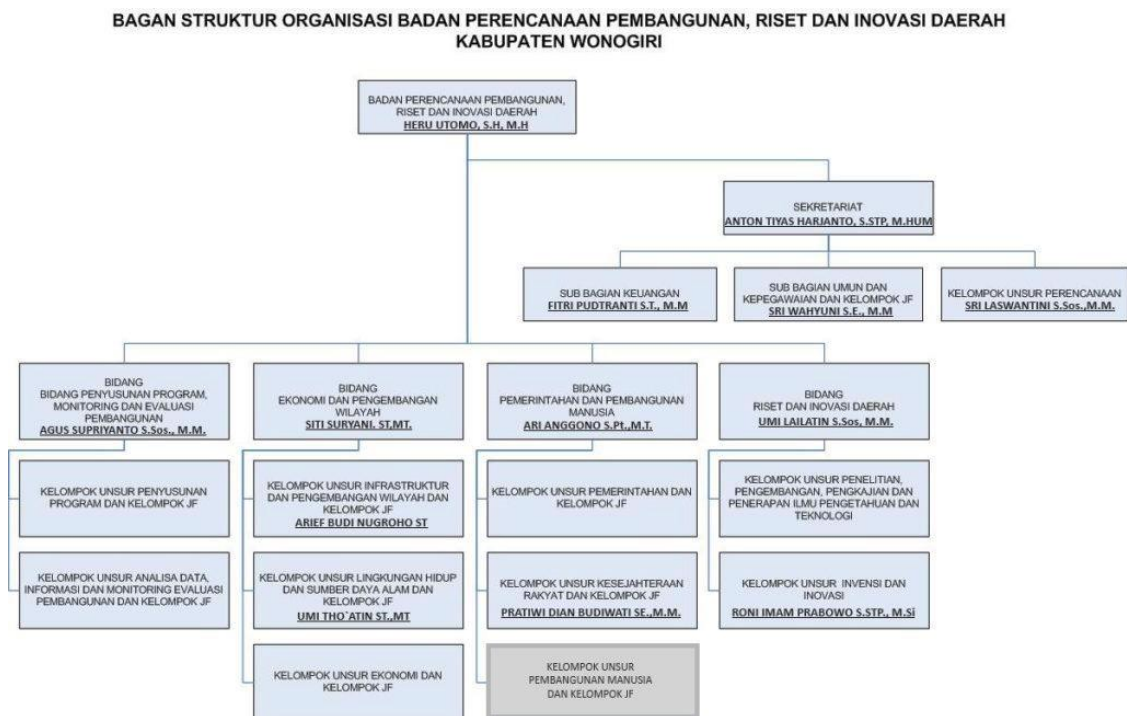 BAGAN STRUKTUR ORGANISASI BADAN PERENCANAAN PEMBANGUNAN, RISET DAN INOVASI DAERAH
KABUPATEN WONOGIRI
BADAN PERENCANAAN PEMBANGUNAN,
RISET DAN INOVASI DAERAH
HERU UTOMO, S.H, M.H
SEKRETARIAT
ANTON TIYAS HARJANTO, S.STP, M.HUM
SUB BAGIAN KEUANGAN
FITRI PUDTRANTI S.T., M.M
SUB BAGIAN UMUN DAN
KEPEGAWAIAN DAN KELOMPOK JF
SRI WAHYUNI S.E., M.M
KELOMPOK UNSUR PERENCANAAN
SRI LASWANTINI S.Sos.,M.M.
BIDANG
BIDANG PENYUSUNAN PROGRAM,
MONITORING DAN EVALUASI
PEMBANGUNAN
AGUS SUPRIYANTO S.Sos., M.M.
BIDANG
EKONOMI DAN PENGEMBANGAN
WILAYAH
SITI SURYANI. ST,MT.
BIDANG
PEMERINTAHAN DAN PEMBANGUNAN
MANUSIA
ARI ANGGONO S.Pt.,M.T.
BIDANG
RISET DAN INOVASI DAERAH
UMI LAILATIN S.Sos, M.M.
KELOMPOK UNSUR PENYUSUNAN
PROGRAM DAN KELOMPOK JF
KELOMPOK UNSUR INFRASTRUKTUR
DAN PENGEMBANGAN WILAYAH DAN
KELOMPOK JF
ARIEF BUDI NUGROHO ST
KELOMPOK UNSUR PEMERINTAHAN DAN
KELOMPOK JF
KELOMPOK UNSUR PENELITIAN,
PENGEMBANGAN, PENGKAJIAN DAN
PENERAPAN ILMU PENGETAHUAN DAN
TEKNOLOGI
KELOMPOK UNSUR ANALISA DATA,
INFORMASI DAN MONITORING EVALUASI
PEMBANGUNAN DAN KELOMPOK JF
KELOMPOK UNSUR LINGKUNGAN HIDUP
DAN SUMBER DAYA ALAM DAN
KELOMPOK JF
UMI THO`ATIN ST.,MT
KELOMPOK UNSUR KESEJAHTERAAN
RAKYAT DAN KELOMPOK JF
PRATIWI DIAN BUDIWATI SE.,M.M.
KELOMPOK UNSUR INVENSI DAN
INOVASI
RONI IMAM PRABOWO S.STP., M.Si
KELOMPOK UNSUR EKONOMI DAN
KELOMPOK JF
KELOMPOK UNSUR
PEMBANGUNAN MANUSIA
DAN KELOMPOK JF